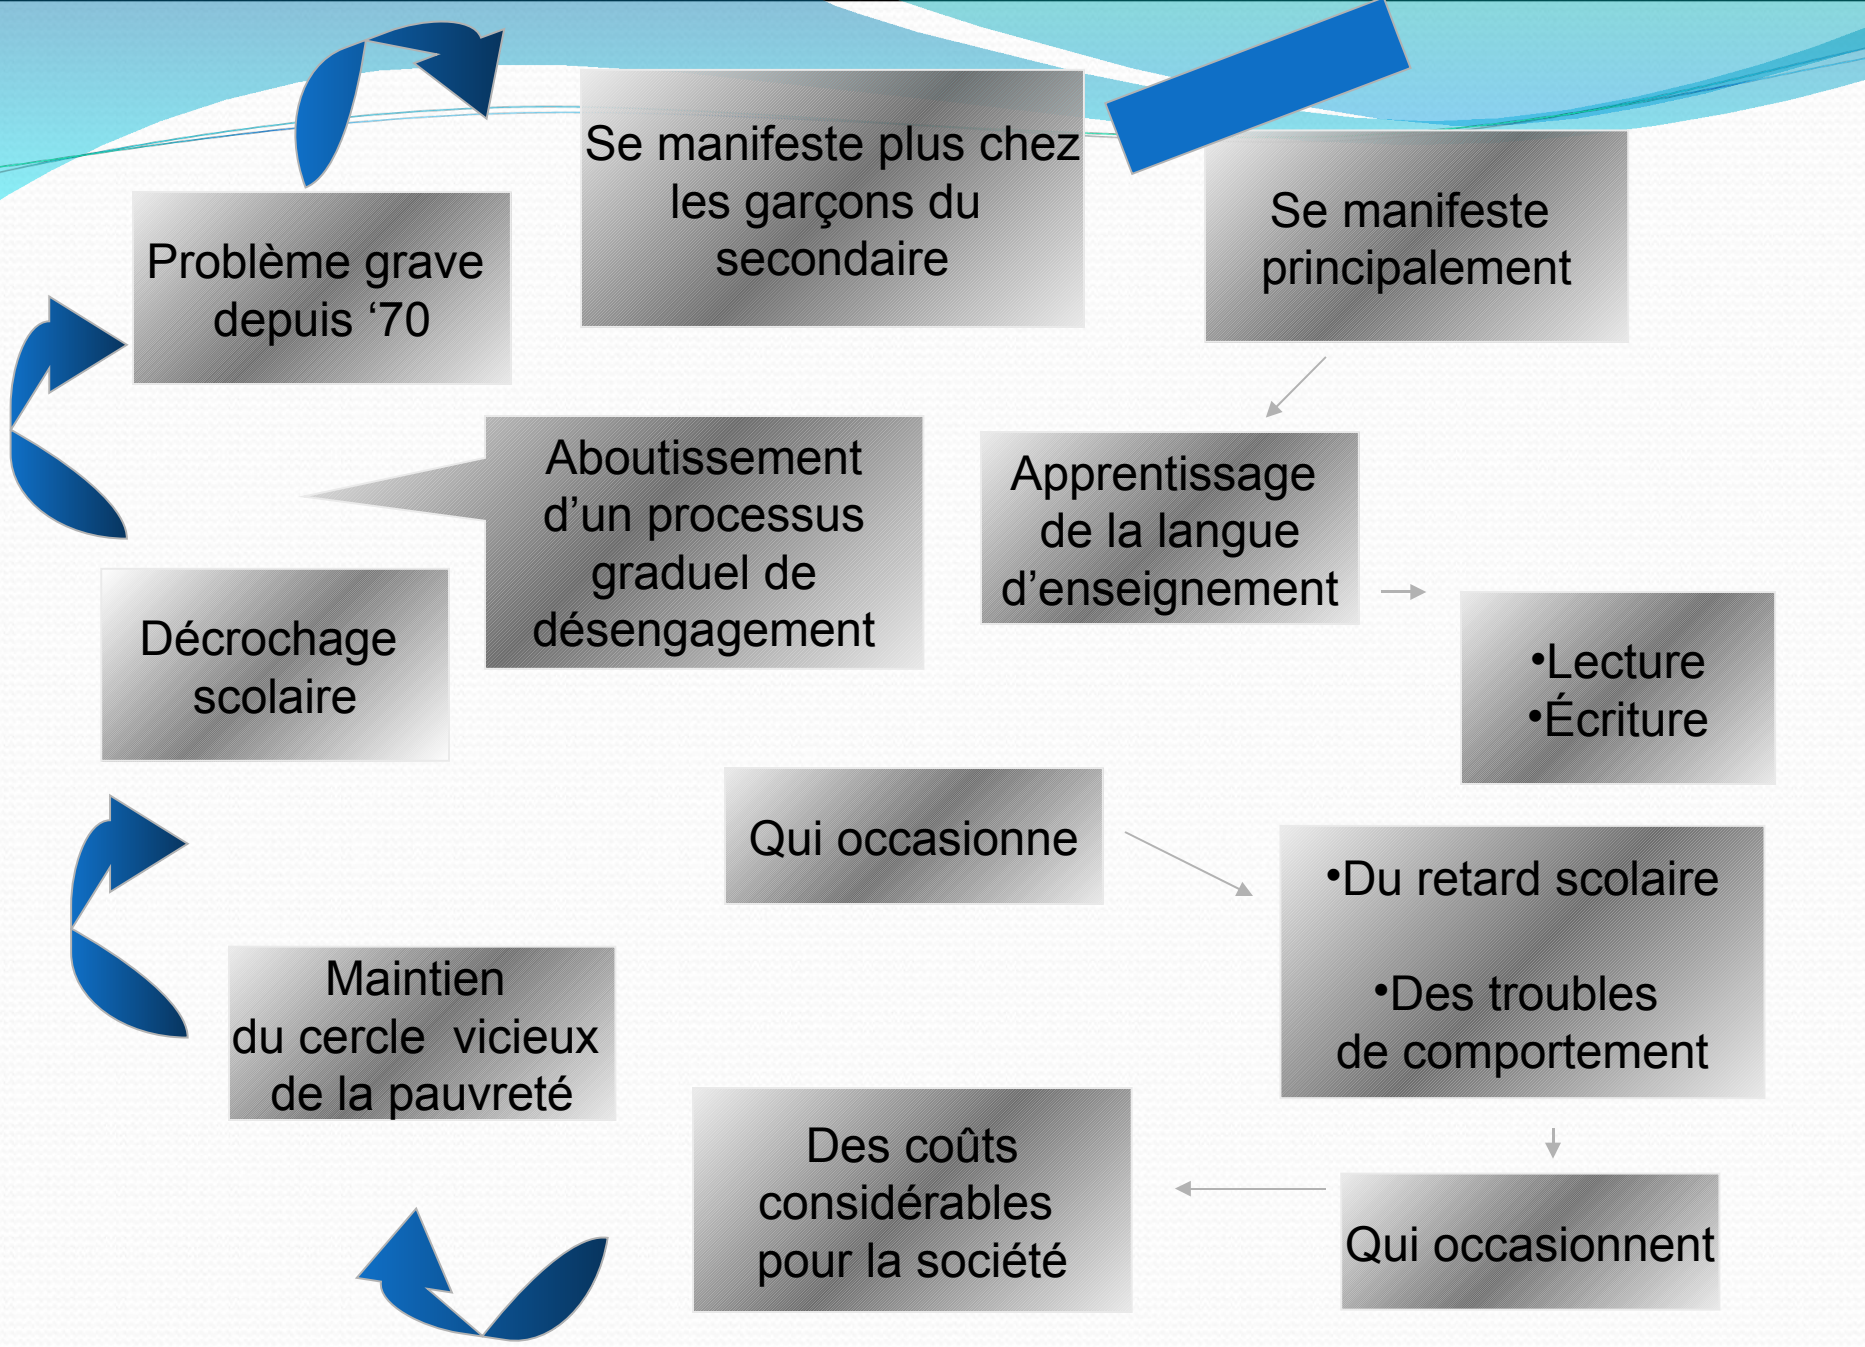 Se manifeste plus chez
les garçons du
secondaire
Se manifeste
principalement
Problème grave
depuis ‘70
Aboutissement
d’un processus
graduel de
désengagement
Apprentissage
de la langue
d’enseignement
Décrochage
scolaire
•Lecture
•Écriture
Qui occasionne
•Du retard scolaire
•Des troubles
de comportement
Maintien
du cercle  vicieux
de la pauvreté
Des coûts
considérables
pour la société
Qui occasionnent